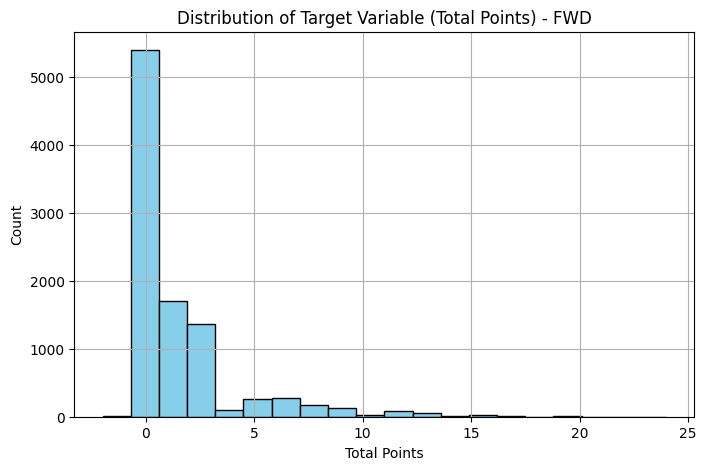 Distribution of Target Variable (Total Points) - FWD
Count
5000
4000
3000
2000
1000
0
0 5 10 15 20 25
Total Points